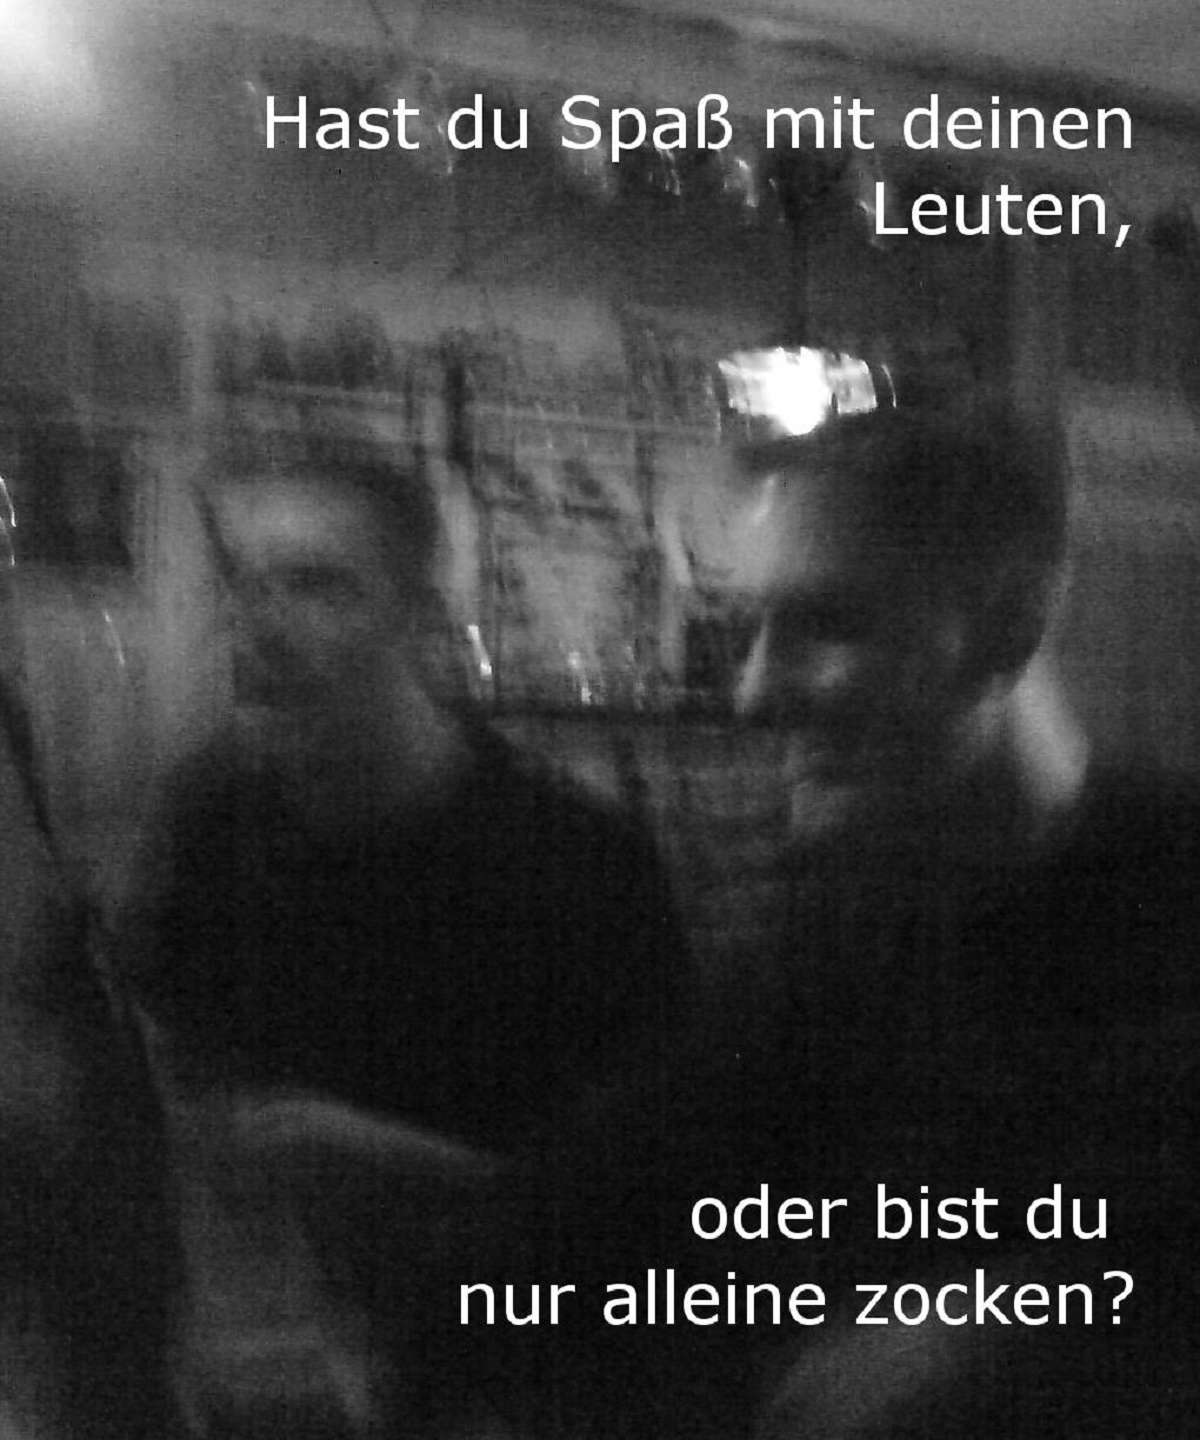 Hast du Spaß mit deinen
Leuten,
oder bist du
nur alleine zocken?